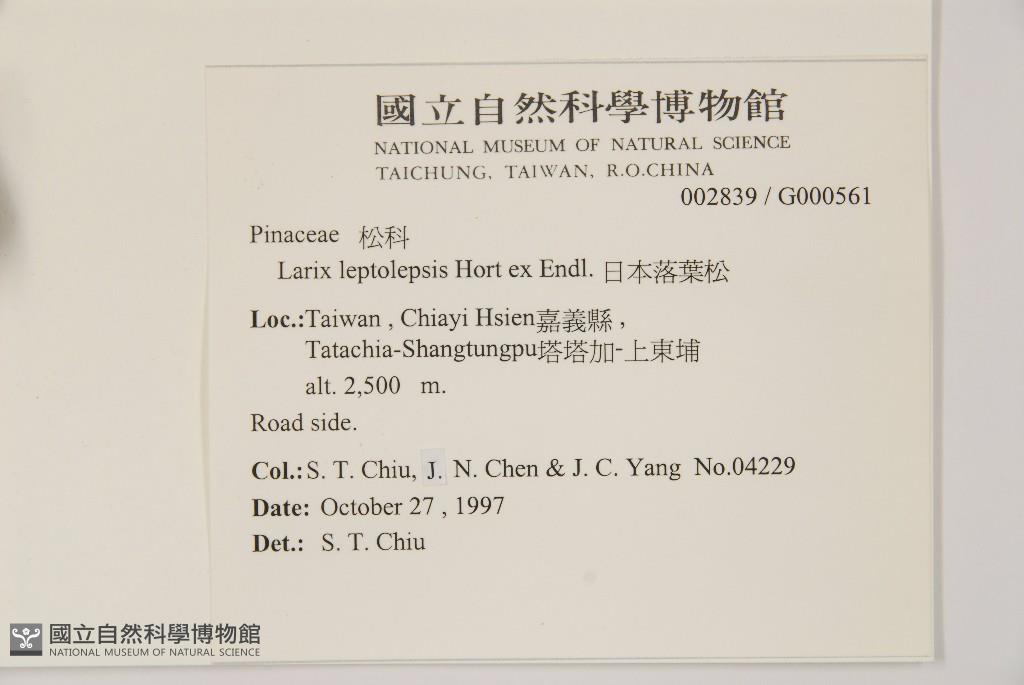 國立自然科學博物館
NATIONAL MUSEUM OF NATURAL SCIENCE
TAICHUNG, TAIWAN, R.O.CHINA
002839 / G000561
Pinaceae 松科
Larix leptolepsis Hort ex Endl. 日本落葉松
Loc.:Taiwan , Chiayi Hsien嘉義縣 ,
Tatachia-Shangtungpu塔塔加-上東埔
alt. 2,500 m.
Road side.
Col.:S. T. Chiu, J. N. Chen & J. C. Yang No.04229
Date: October 27 , 1997
Det.: S. T. Chiu
國立自然科學博物館
NATIONAL MUSEUM OF NATURAL SCIENCE